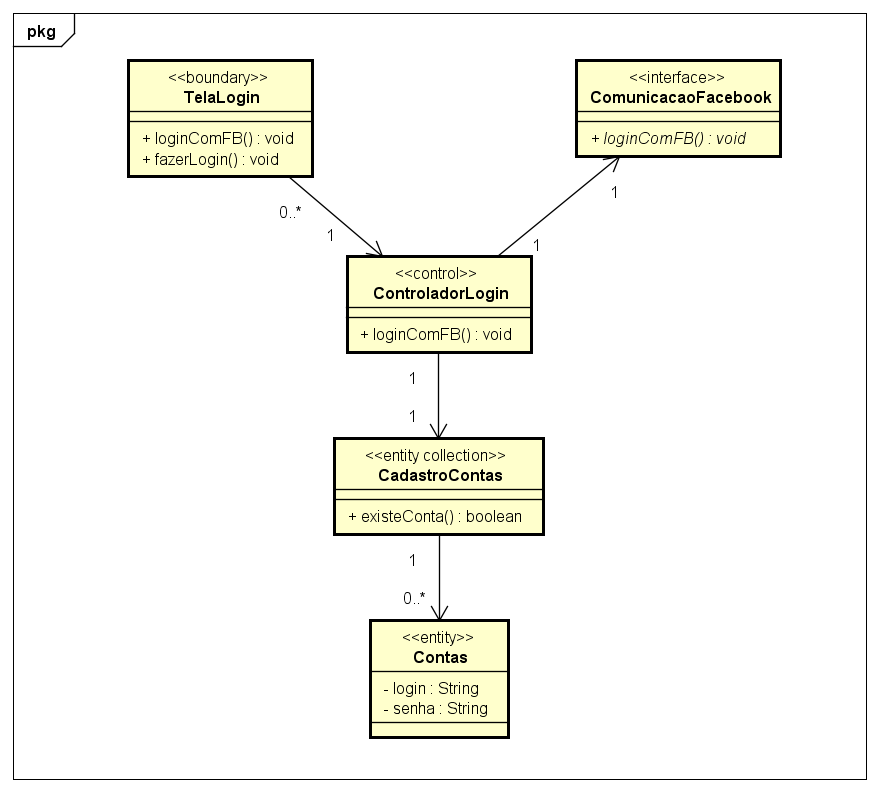 pkg
<<boundary>>
TelaLogin
+ loginComFB() : void
+ fazerLogin() : void
<<interface>>
ComunicacaoFacebook
+ loginComFB() : void
0..*
1
1
1
<<control>>
ControladorLogin
+ loginComFB() : void
1
1
<<entity collection>>
CadastroContas
+ existeConta() : boolean
1
0..*
<<entity>>
Contas
- login : String
- senha : String